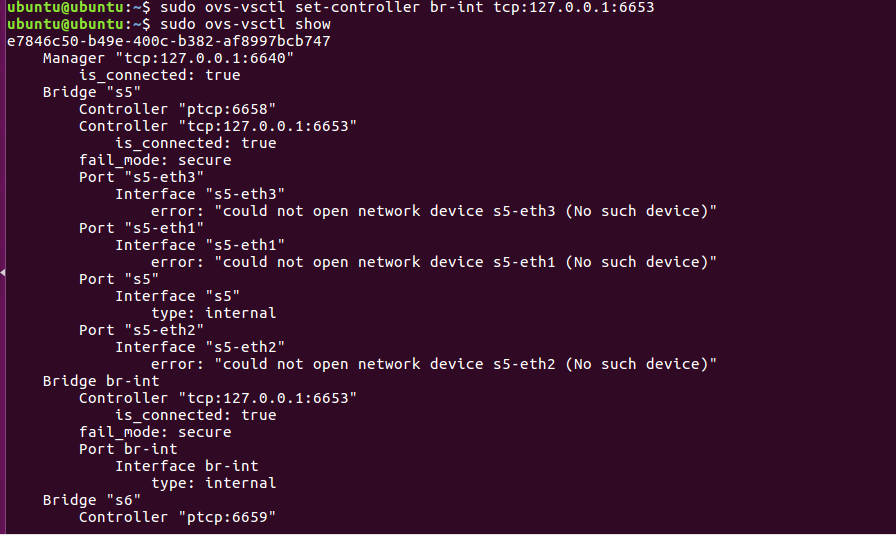 ubuntu@ubuntu:~$ sudo ovs-vsctl set-controller br-int tcp:127.0.0.1:6653
ubuntu@ubuntu:~$ sudo ovs-vsctl show
e7846c50-b49e-400c-b382-af8997bcb747
    Manager "tcp:127.0.0.1:6640"
        is_connected: true
    Bridge "s5"
        Controller "ptcp:6658"
        Controller "tcp:127.0.0.1:6653"
            is_connected: true
        fail_mode: secure
        Port "s5-eth3"
            Interface "s5-eth3"
                error: "could not open network device s5-eth3 (No such device)"
        Port "s5-eth1"
            Interface "s5-eth1"
                error: "could not open network device s5-eth1 (No such device)"
        Port "s5"
            Interface "s5"
                type: internal
        Port "s5-eth2"
            Interface "s5-eth2"
                error: "could not open network device s5-eth2 (No such device)"
    Bridge br-int
        Controller "tcp:127.0.0.1:6653"
            is_connected: true
        fail_mode: secure
        Port br-int
            Interface br-int
                type: internal
    Bridge "s6"
        Controller "ptcp:6659"